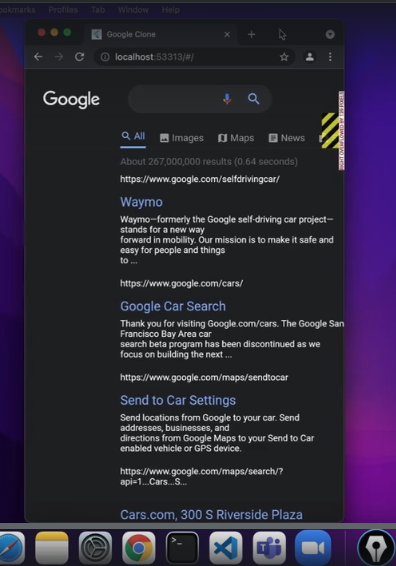 Bookmarks Profiles Tab Window Help
Google Clone
localhost:53313/#/
Google
All Images Maps News
About 267,000,000 results (0.64 seconds)
https://www.google.com/selfdrivingcar/
Waymo
Waymo—formerly the Google self-driving car project—
stands for a new way
forward in mobility. Our mission is to make it safe and
easy for people and things
to ...
https://www.google.com/cars/
Google Car Search
Thank you for visiting Google.com/cars. The Google San
Francisco Bay Area car
search beta program has been discontinued as we
focus on building the next ...
https://www.google.com/maps/sendtocar
Send to Car Settings
Send locations from Google to your car. Send
addresses, businesses, and
directions from Google Maps to your Send to Car
enabled vehicle or GPS device.
https://www.google.com/maps/search/?
api=1...Cars...S...
Cars.com, 300 S Riverside Plaza